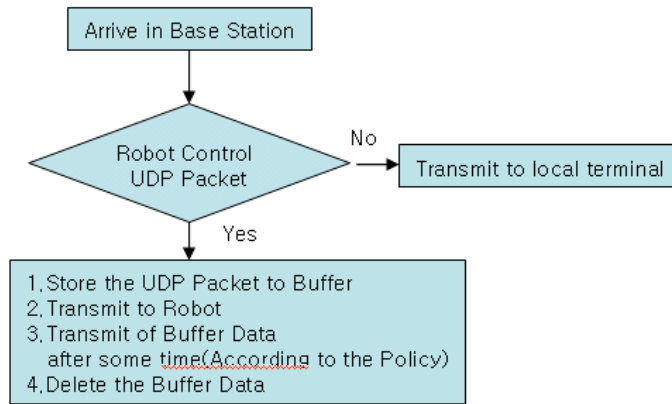 Arrive in Base Station
Robot Control
UDP Packet
No
Transmit to local terminal
Yes
1. Store the UDP Packet to Buffer
2. Transmit to Robot
3. Transmit of Buffer Data
after some time(According to the Policy)
4. Delete the Buffer Data